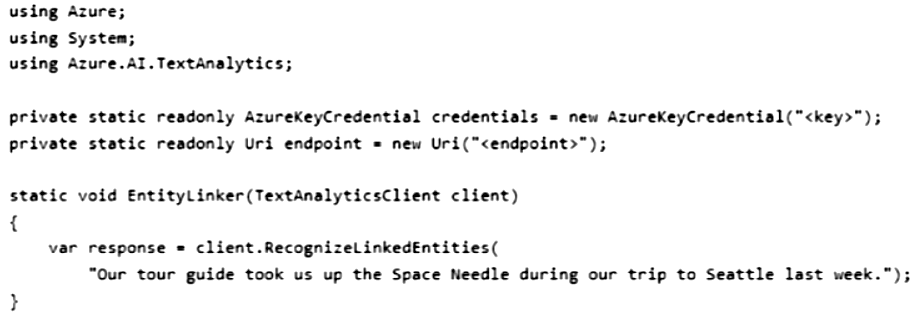 using Azure;
using System;
using Azure.AI.TextAnalytics;
private static readonly AzureKeyCredential credentials = new AzureKeyCredential("<key>");
private static readonly Uri endpoint = new Uri("<endpoint>");
static void EntityLinker(TextAnalyticsClient client)
{
    var response = client.RecognizeLinkedEntities(
        "Our tour guide took us up the Space Needle during our trip to Seattle last week.");
}